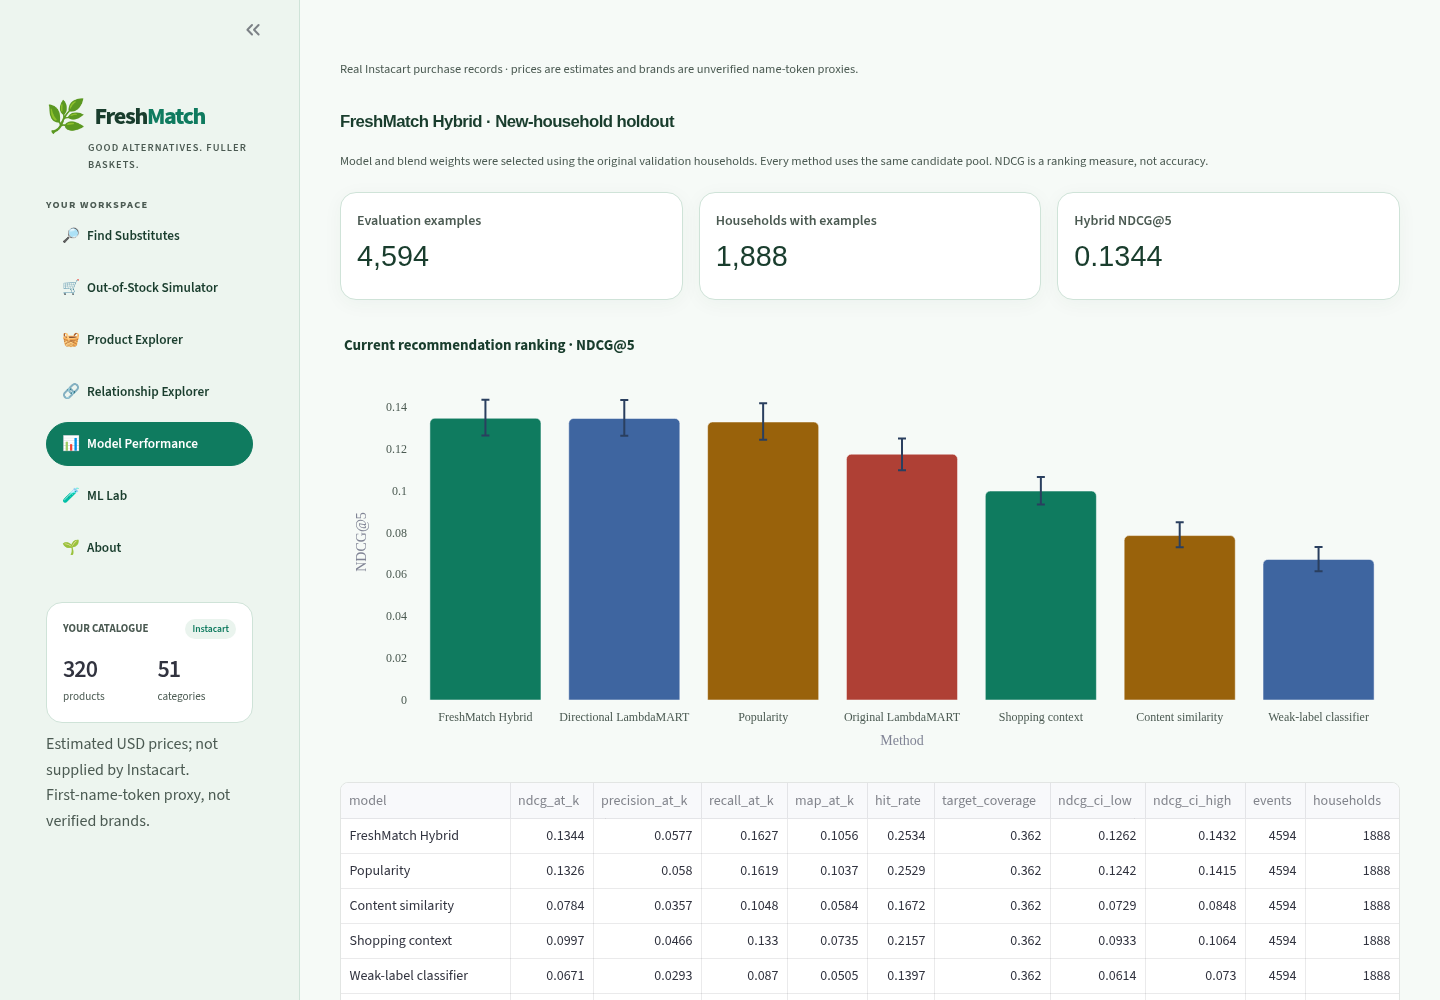 FreshMatch
GOOD ALTERNATIVES. FULLER
BASKETS.
YOUR WORKSPACE
Find Substitutes
Out-of-Stock Simulator
Product Explorer
Relationship Explorer
Model Performance
ML Lab
About
YOUR CATALOGUE Instacart
320 51
products categories
Estimated USD prices; not
supplied by Instacart.
First-name-token proxy, not
verified brands.
Real Instacart purchase records · prices are estimates and brands are unverified name-token proxies.
FreshMatch Hybrid · New-household holdout
Model and blend weights were selected using the original validation households. Every method uses the same candidate pool. NDCG is a ranking measure, not accuracy.
Evaluation examples
4,594
Households with examples
1,888
Hybrid NDCG@5
0.1344
Current recommendation ranking · NDCG@5
NDCG@5
0.14
0.12
0.1
0.08
0.06
0.04
0.02
0
FreshMatch Hybrid Directional LambdaMART Popularity Original LambdaMART Shopping context Content similarity Weak-label classifier
Method
model ndcg_at_k precision_at_k recall_at_k map_at_k hit_rate target_coverage ndcg_ci_low ndcg_ci_high events households
FreshMatch Hybrid 0.1344 0.0577 0.1627 0.1056 0.2534 0.362 0.1262 0.1432 4594 1888
Popularity 0.1326 0.058 0.1619 0.1037 0.2529 0.362 0.1242 0.1415 4594 1888
Content similarity 0.0784 0.0357 0.1048 0.0584 0.1672 0.362 0.0729 0.0848 4594 1888
Shopping context 0.0997 0.0466 0.133 0.0735 0.2157 0.362 0.0933 0.1064 4594 1888
Weak-label classifier 0.0671 0.0293 0.087 0.0505 0.1397 0.362 0.0614 0.073 4594 1888